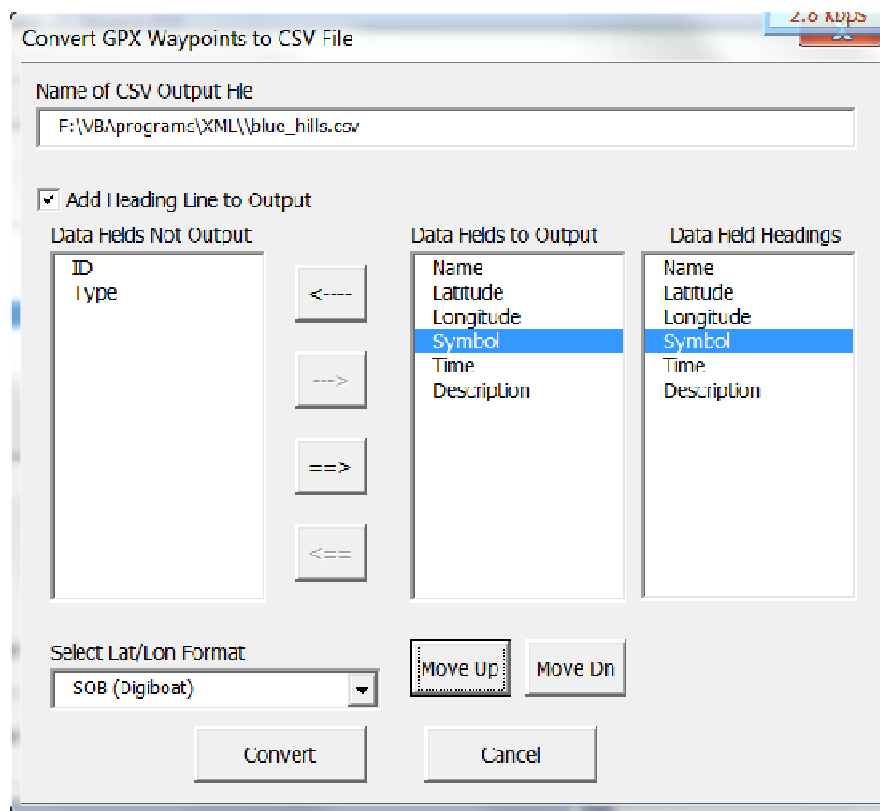 2.8 kbps
Convert GPX Waypoints to CSV File
Name of CSV Output File
F:\VBA\programs\XML\\blue_hills.csv
Add Heading Line to Output
Data Fields Not Output
ID
Type
<----
--->
==>
<==
Data Fields to Output
Name
Latitude
Longitude
Symbol
Time
Description
Data Field Headings
Name
Latitude
Longitude
Symbol
Time
Description
Select Lat/Lon Format
SOB (Digiboat)
Move Up
Move Dn
Convert
Cancel